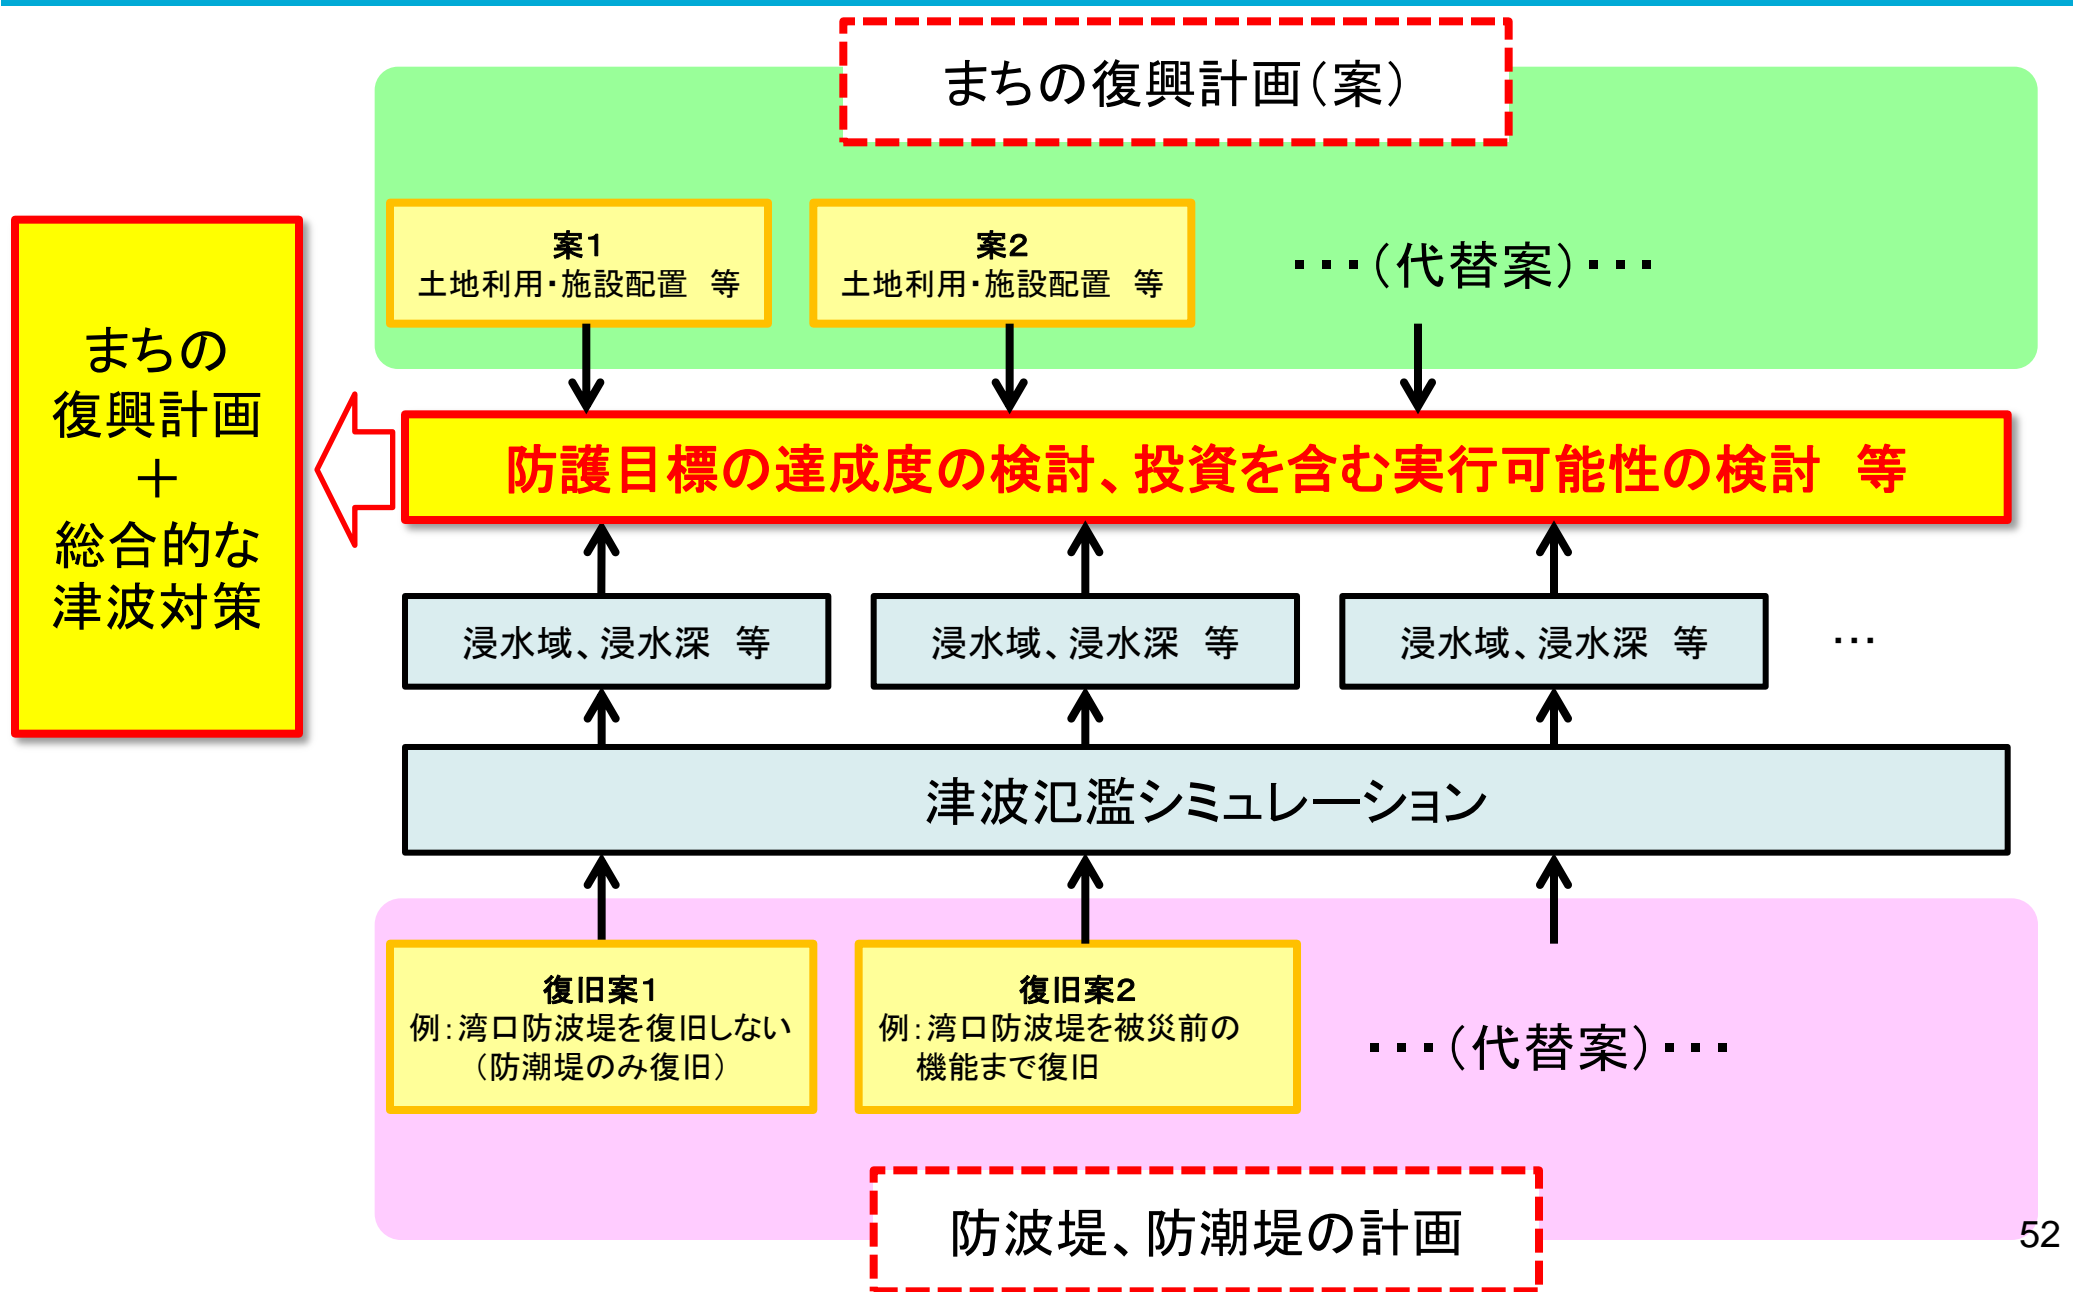 まちの復興計画（案）
案１
土地利用・施設配置　等
案２
土地利用・施設配置　等
・・・（代替案）・・・
まちの
復興計画
＋
総合的な
津波対策
防護目標の達成度の検討、投資を含む実行可能性の検討　等
浸水域、浸水深　等
浸水域、浸水深　等
浸水域、浸水深　等
…
津波氾濫シミュレーション
復旧案１
例：湾口防波堤を復旧しない
（防潮堤のみ復旧）
復旧案２
例：湾口防波堤を被災前の
機能まで復旧
・・・（代替案）・・・
防波堤、防潮堤の計画
52